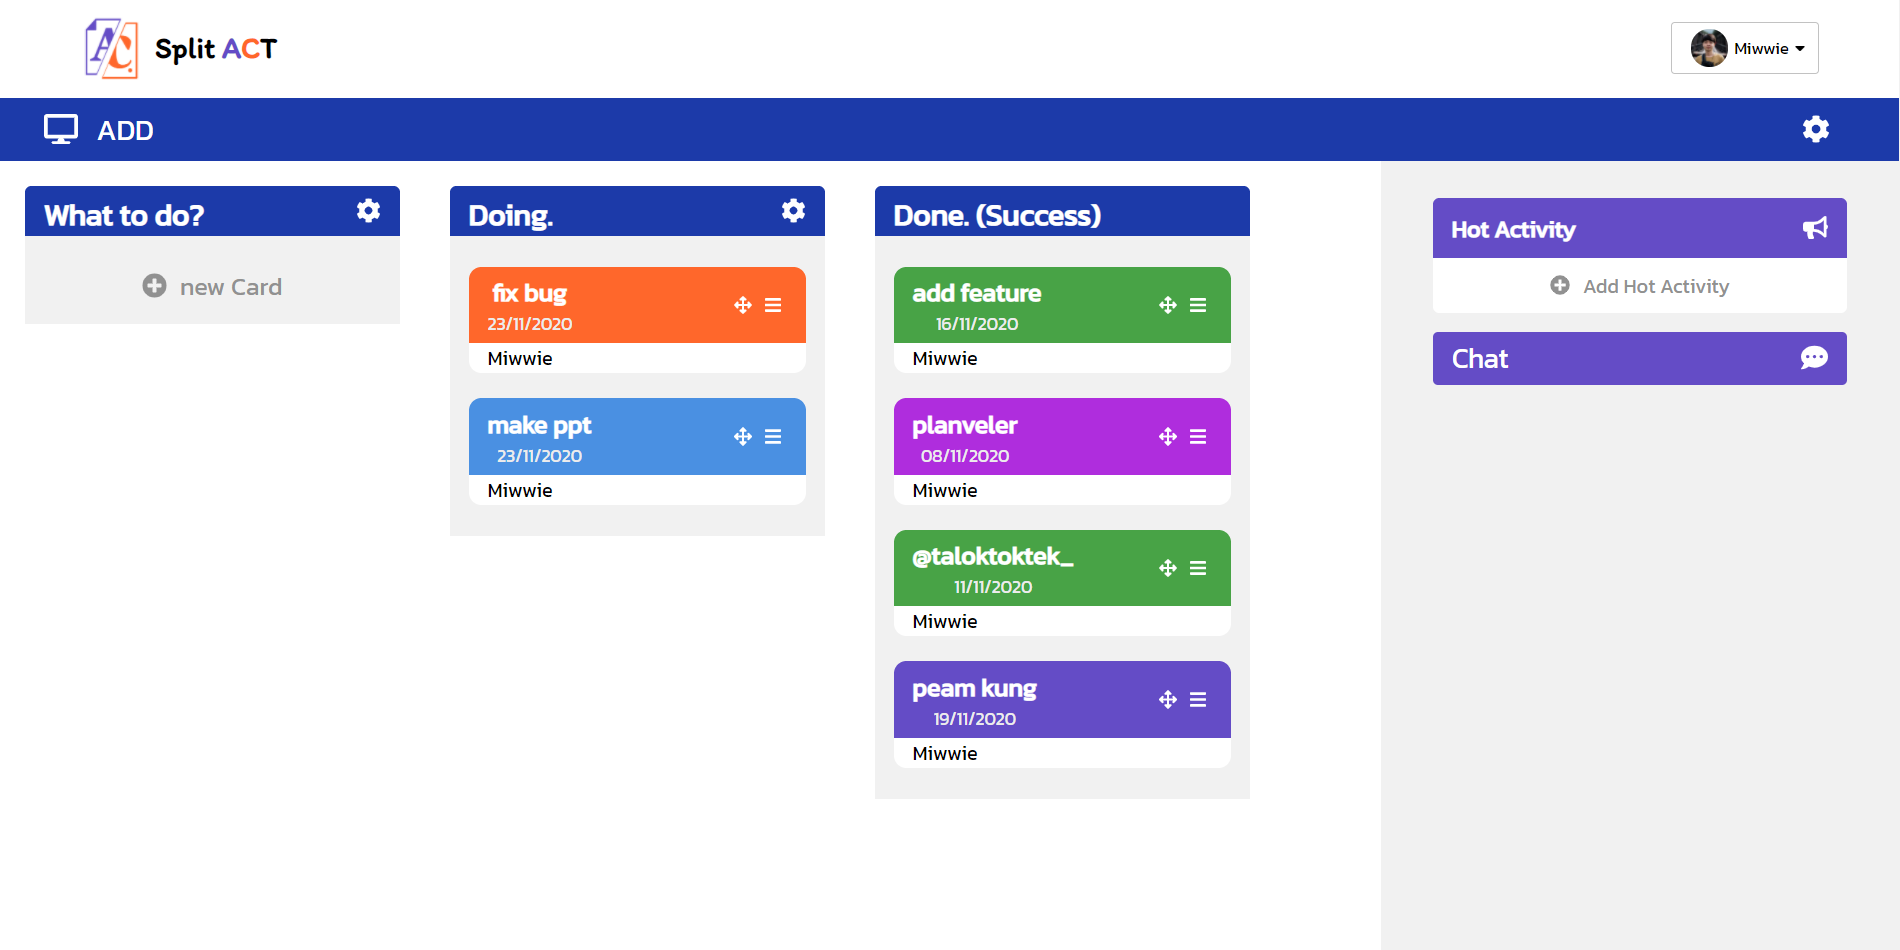 Split ACT
Miwwie
ADD
What to do?
new Card
Doing.
fix bug
23/11/2020
Miwwie
make ppt
23/11/2020
Miwwie
Done. (Success)
add feature
16/11/2020
Miwwie
planveler
08/11/2020
Miwwie
@taloktoktek_
11/11/2020
Miwwie
peam kung
19/11/2020
Miwwie
Hot Activity
Add Hot Activity
Chat